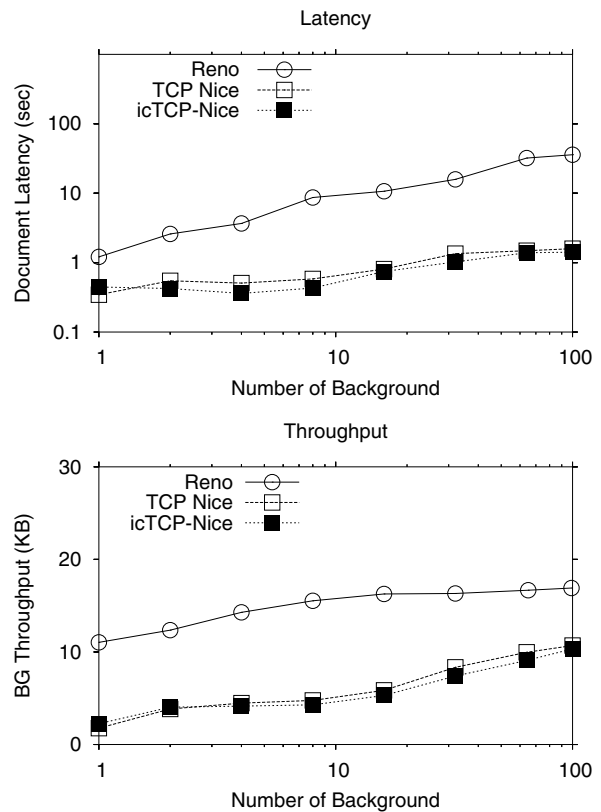 Latency
Reno
TCP Nice
icTCP-Nice
Document Latency (sec)
100
10
1
0.1
1 10 100
Number of Background
Throughput
Reno
TCP Nice
icTCP-Nice
BG Throughput (KB)
30
20
10
0
1 10 100
Number of Background